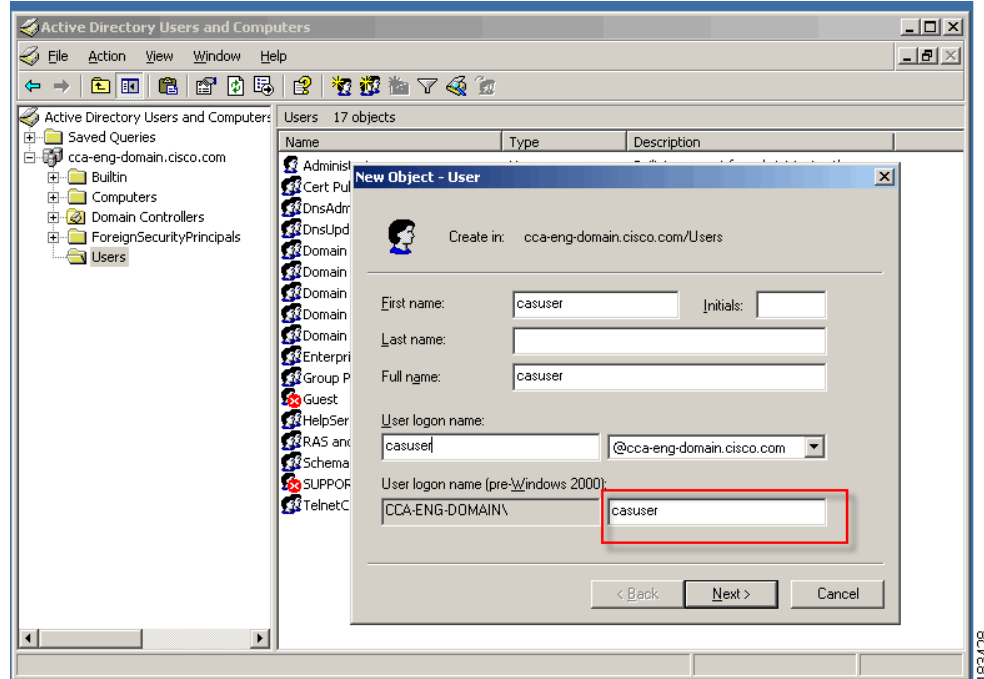 Active Directory Users and Computers
File Action View Window Help
Active Directory Users and Computers
Users 17 objects
Saved Queries
cca-eng-domain.cisco.com
Builtin
Computers
Domain Controllers
ForeignSecurityPrincipals
Users
Name Type Description
Cert Pu
DnsAdm
DnsUpd
Domain
Domain
Domain
Domain
Domain
Enterpri
Group P
Guest
HelpSer
RAS and
Schema
SUPPOR
TelnetC
New Object - User
Create in: cca-eng-domain.cisco.com/Users
First name: casuser Initials:
Last name:
Full name: casuser
User logon name:
casuser @cca-eng-domain.cisco.com
User logon name (pre-Windows 2000):
CCA-ENG-DOMAIN\ casuser
< Back Next > Cancel
183428